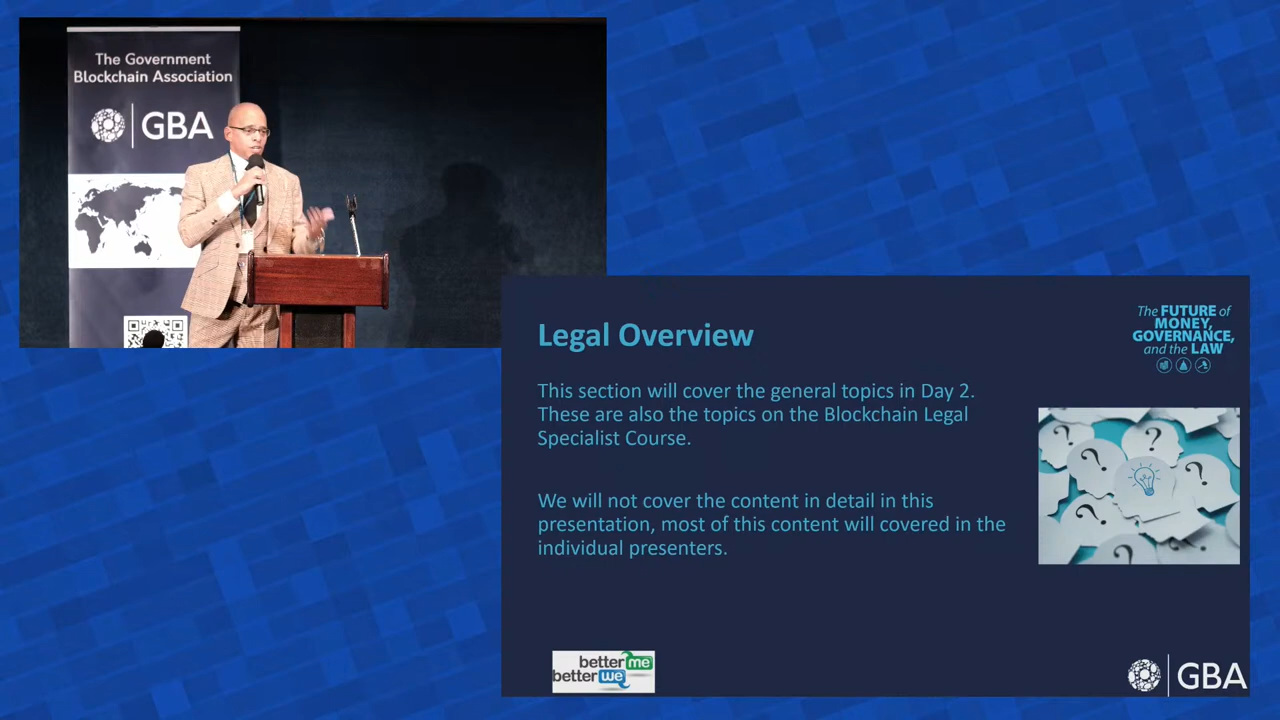 The Government
Blockchain Association
GBA
Legal Overview
The FUTURE of
MONEY,
GOVERNANCE,
and the LAW
This section will cover the general topics in Day 2.
These are also the topics on the Blockchain Legal
Specialist Course.
We will not cover the content in detail in this
presentation, most of this content will covered in the
individual presenters.
? ? ? ? ? ?
better me
better we
GBA